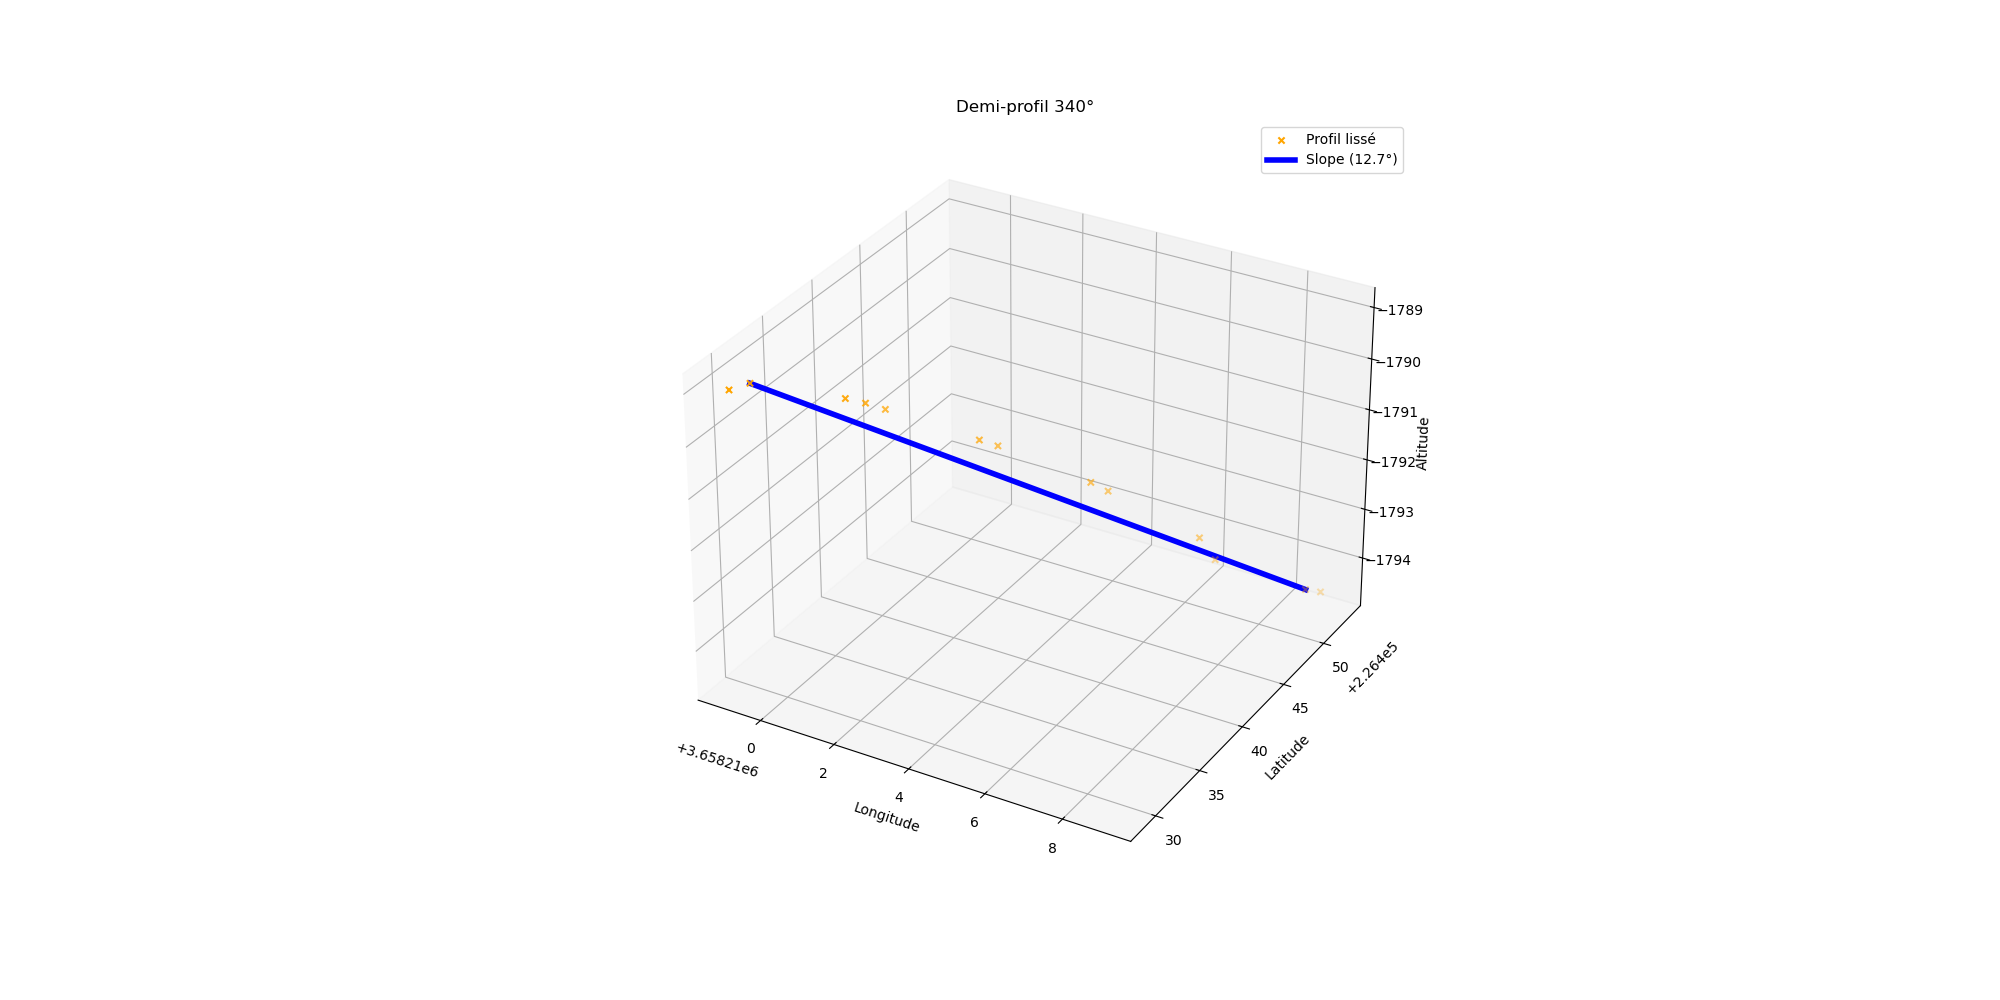 Demi-profil 340°
Profil lissé
Slope (12.7°)
−1789
−1790
−1791
−1792
−1793
−1794
Altitude
50
45
40
35
30
+2.264e5
Latitude
0
2
4
6
8
+3.65821e6
Longitude